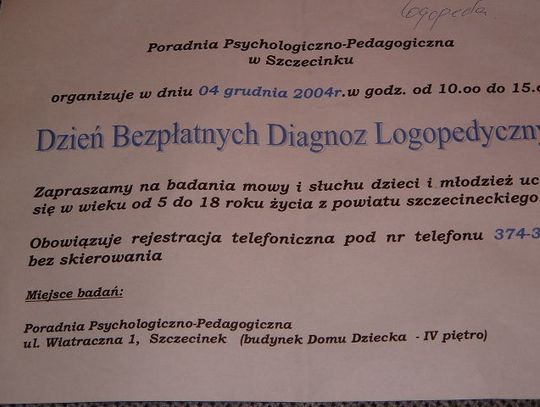 logopeda
Poradnia Psychologiczno-Pedagogiczna
w Szczecinku
organizuje w dniu 04 grudnia 2004r.w godz. od 10.oo do 15.o
Dzień Bezpłatnych Diagnoz Logopedyczny
Zapraszamy na badania mowy i słuchu dzieci i młodzież uc
się w wieku od 5 do 18 roku życia z powiatu szczecineckiego
Obowiązuje rejestracja telefoniczna pod nr telefonu 374-3
bez skierowania
Miejsce badań:
Poradnia Psychologiczno-Pedagogiczna
ul. Wiatraczna 1, Szczecinek (budynek Domu Dziecka - IV piętro)